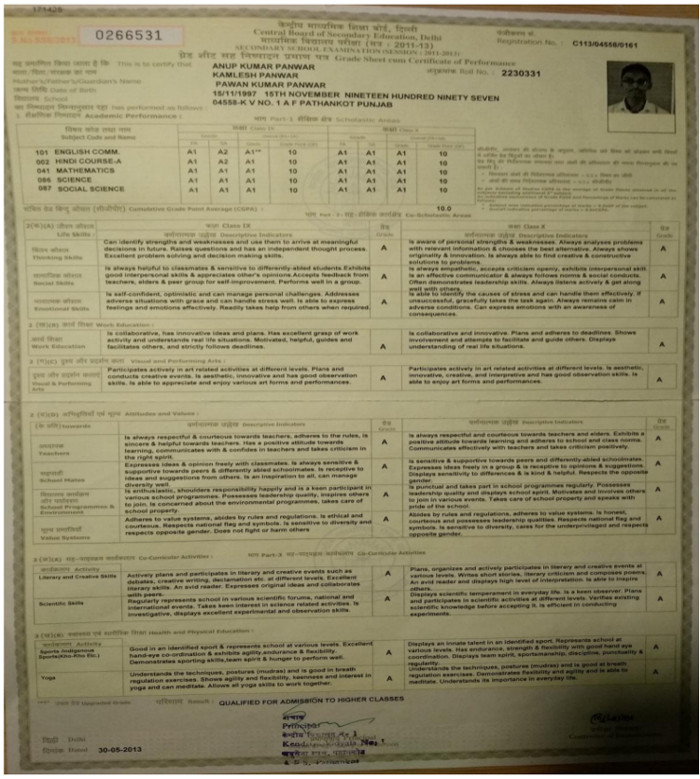 0266531
केन्द्रीय माध्यमिक शिक्षा बोर्ड, दिल्ली
Central Board of Secondary Education, Delhi
SECONDARY SCHOOL EXAMINATION (SESSION : 2011-2013)
Grade Sheet cum Certificate of Performance
Registration No. : C113/04558/0161
This is to certify that ANUP KUMAR PANWAR
Roll No. : 2230331
KAMLESH PANWAR
Mother's/Father's/Guardian's Name: PAWAN KUMAR PANWAR
Date of Birth 15/11/1997 15TH NOVEMBER NINETEEN HUNDRED NINETY SEVEN
School 04558-K V NO. 1 A F PATHANKOT PUNJAB
has performed as follows :
Academic Performance : Part-1 Scholastic Areas
Subject Code and Name
101 ENGLISH COMM. A1 A2 A1** 10 A1 A1 A1 10
002 HINDI COURSE-A A1 A2 A1 10 A1 A1 A1 10
041 MATHEMATICS A1 A1 A1 10 A1 A1 A1 10
086 SCIENCE A1 A1 A1 10 A1 A1 A1 10
087 SOCIAL SCIENCE A1 A1 A1 10 A1 A1 A1 10
Cumulative Grade Point Average (CGPA) : 10.0
Co-Scholastic Areas
Life Skills : Descriptive Indicators Descriptive Indicators
Thinking Skills
Can identify strengths and weaknesses and use them to arrive at meaningful decisions in future. Raises questions and has an independent thought process. Excellent problem solving and decision making skills. A
Is aware of personal strengths & weaknesses. Always analyses problems with relevant information & chooses the best alternative. Always shows originality & innovation. Is always able to find creative & constructive solutions to problems. A
Social Skills
Is always helpful to classmates & sensitive to differently-abled students. Exhibits good interpersonal skills & appreciates other's opinions. Accepts feedback from teachers, elders & peer group for self-improvement. Performs well in a group. A
Is always empathetic, accepts criticism openly, exhibits interpersonal skill. Is an effective communicator & always follows norms & social conducts. Often demonstrates leadership skills. Always listens actively & get along well with others. A
Emotional Skills
Is self-confident, optimistic and can manage personal challenges. Addresses adverse situations with grace and can handle stress well. Is able to express feelings and emotions effectively. Readily takes help from others when required. A
Is able to identify the causes of stress and can handle them effectively. If unsuccessful, gracefully takes the task again. Always remains calm in adverse conditions. Can express emotions with an awareness of consequences. A
Work Education :
Work Education
Is collaborative, has innovative ideas and plans. Has excellent grasp of work activity and understands real life situations. Motivated, helpful, guides and facilitates others, and strictly follows deadlines. A
Is collaborative and innovative. Plans and adheres to deadlines. Shows involvement and attempts to facilitate and guide others. Displays understanding of real life situations. A
Visual and Performing Arts :
Visual & Performing Arts
Participates actively in art related activities at different levels. Plans and conducts creative events. Is aesthetic, innovative and has good observation skills. Is able to appreciate and enjoy various art forms and performances. A
Participates actively in art related activities at different levels. Is aesthetic, innovative, creative, and interpretive and has good observation skills. Is able to enjoy art forms and performances. A
Attitudes and Values :
Descriptive Indicators Descriptive Indicators
Teachers
Is always respectful & courteous towards teachers, adheres to the rules, is sincere & helpful towards teachers. Has a positive attitude towards learning, communicates with & confides in teachers and takes criticism in the right spirit. A
Is always respectful and courteous towards teachers and elders. Exhibits a positive attitude towards learning and adheres to school and class norms. Communicates effectively with teachers and takes criticism positively. A
School Mates
Expresses ideas & opinion freely with classmates. Is always sensitive & supportive towards peers & differently abled schoolmates. Is receptive to ideas and suggestions from others. Is an inspiration to all, can manage diversity well. A
Is sensitive & supportive towards peers and differently-abled schoolmates. Expresses ideas freely in a group & is receptive to opinions & suggestions. Displays sensitivity to differences & is kind & helpful. Respects the opposite gender. A
School Programmes & Environment
Is enthusiastic, shoulders responsibility happily and is a keen participant in various school programmes. Possesses leadership quality, inspires others to join. Is concerned about the environmental programmes, takes care of school property. A
Is punctual and takes part in school programmes regularly. Possesses leadership quality and displays school spirit. Motivates and involves others to join in various events. Takes care of school property and speaks with pride of the school. A
Value Systems
Adheres to value systems, abides by rules and regulations. Is ethical and courteous. Respects national flag and symbols. Is sensitive to diversity and respects opposite gender. Does not fight or harm others A
Abides by rules and regulations, adheres to value systems. Is honest, courteous and possesses leadership qualities. Respects national flag and symbols. Is sensitive to diversity, cares for the underprivileged and respects opposite gender. A
Co-Curricular Activities : Part-3 Co-Curricular Activities
Activity Descriptive Indicators Descriptive Indicators
Literary and Creative Skills
Actively plans and participates in literary and creative events such as debates, creative writing, declamation etc. at different levels. Excellent literary skills. An avid reader. Expresses original ideas and collaborates with peers. A
Plans, organizes and actively participates in literary and creative events at various levels. Writes short stories, literary criticism and composes poems. An avid reader and displays high level of interpretation. Is able to inspire others. A
Scientific Skills
Regularly represents school in various scientific forums, national and international events. Takes keen interest in science related activities. Is investigative, displays excellent experimental and observation skills. A
Displays scientific temperament in everyday life, is a keen observer. Plans and participates in scientific activities at different levels. Verifies existing scientific knowledge before accepting it, is efficient in conducting experiments. A
Health and Physical Education :
Activity Descriptive Indicators Descriptive Indicators
Sports/Indigenous Sports(Kho-Kho Etc.)
Good in an identified sport & represents school at various levels. Excellent hand-eye co-ordination & exhibits agility, endurance & flexibility. Demonstrates sporting skills, team spirit & hunger to perform well. A
Displays an innate talent in an identified sport. Represents school at various levels. Has endurance, strength & flexibility with good hand eye coordination. Displays team spirit, sportsmanship, discipline, punctuality & regularity. A
Yoga
Understands the techniques, postures (mudras) and is good in breath regulation exercises. Shows agility and flexibility, keenness and interest in yoga and can meditate. Allows all yoga skills to work together. A
Understands the techniques, postures (mudras) and is good at breath regulation exercises. Demonstrates flexibility and agility and is able to meditate. Understands its importance in everyday life. A
Upgraded Grade Result : QUALIFIED FOR ADMISSION TO HIGHER CLASSES
Principal
दिल्ली Delhi
दिनांक Dated 30-05-2013